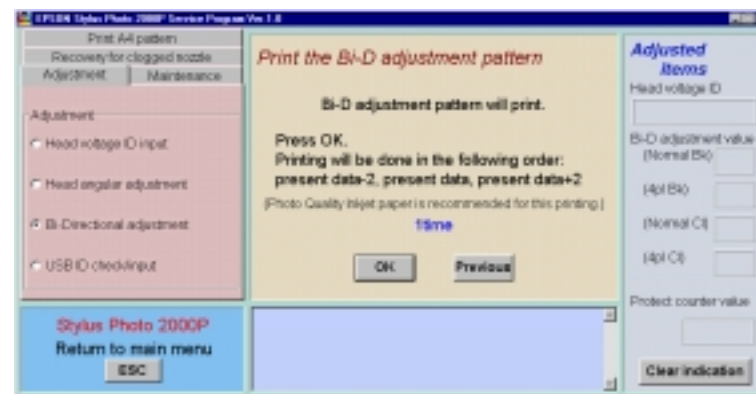 EPSON Stylus Photo 2000P Service Program Ver 1.0
Print A4 pattern
Recovery for clogged nozzle
Adjustment
Maintenance
Adjustment
Head voltage ID input
Head angular adjustment
Bi-Directional adjustment
USB ID check/input
Stylus Photo 2000P
Return to main menu
ESC
Print the Bi-D adjustment pattern
Bi-D adjustment pattern will print.
Press OK.
Printing will be done in the following order:
present data-2, present data, present data+2
(Photo Quality Inkjet paper is recommended for this printing.)
1time
OK
Previous
Adjusted
items
Head voltage ID
Bi-D adjustment value
(Normal Bk)
(4pl Bk)
(Normal Cl)
(4pl Cl)
Protect counter value
Clear indication